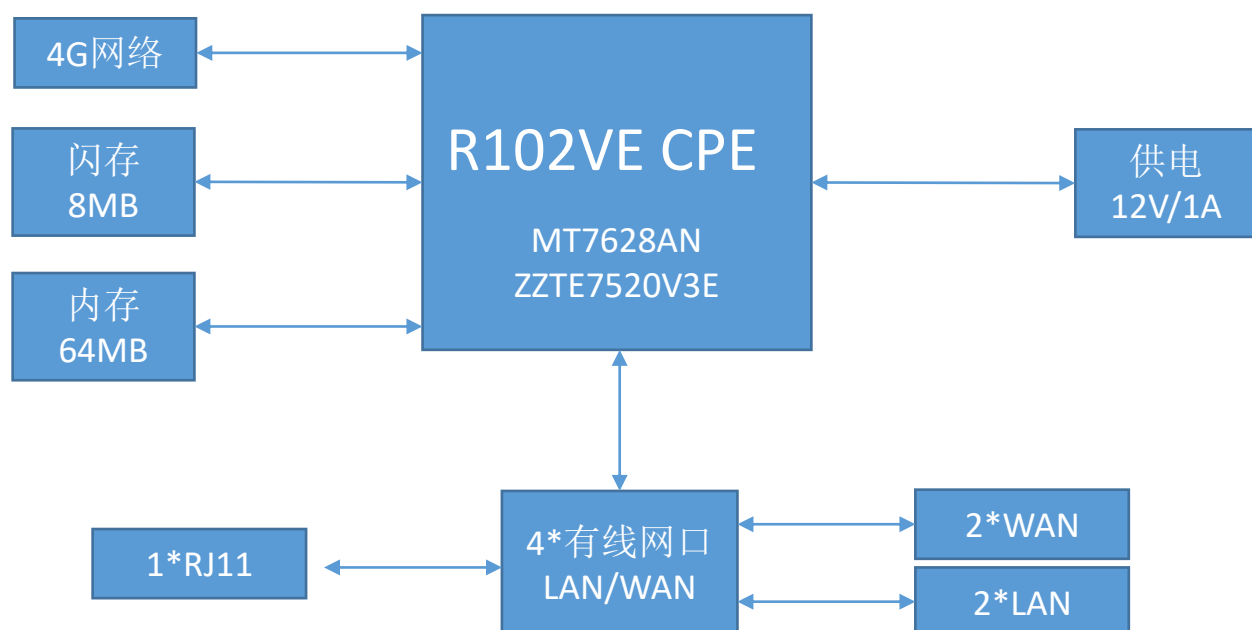 4G网络
闪存
8MB
内存
64MB
R102VE CPE
MT7628AN
ZZTE7520V3E
供电
12V/1A
1*RJ11
4*有线网口
LAN/WAN
2*WAN
2*LAN